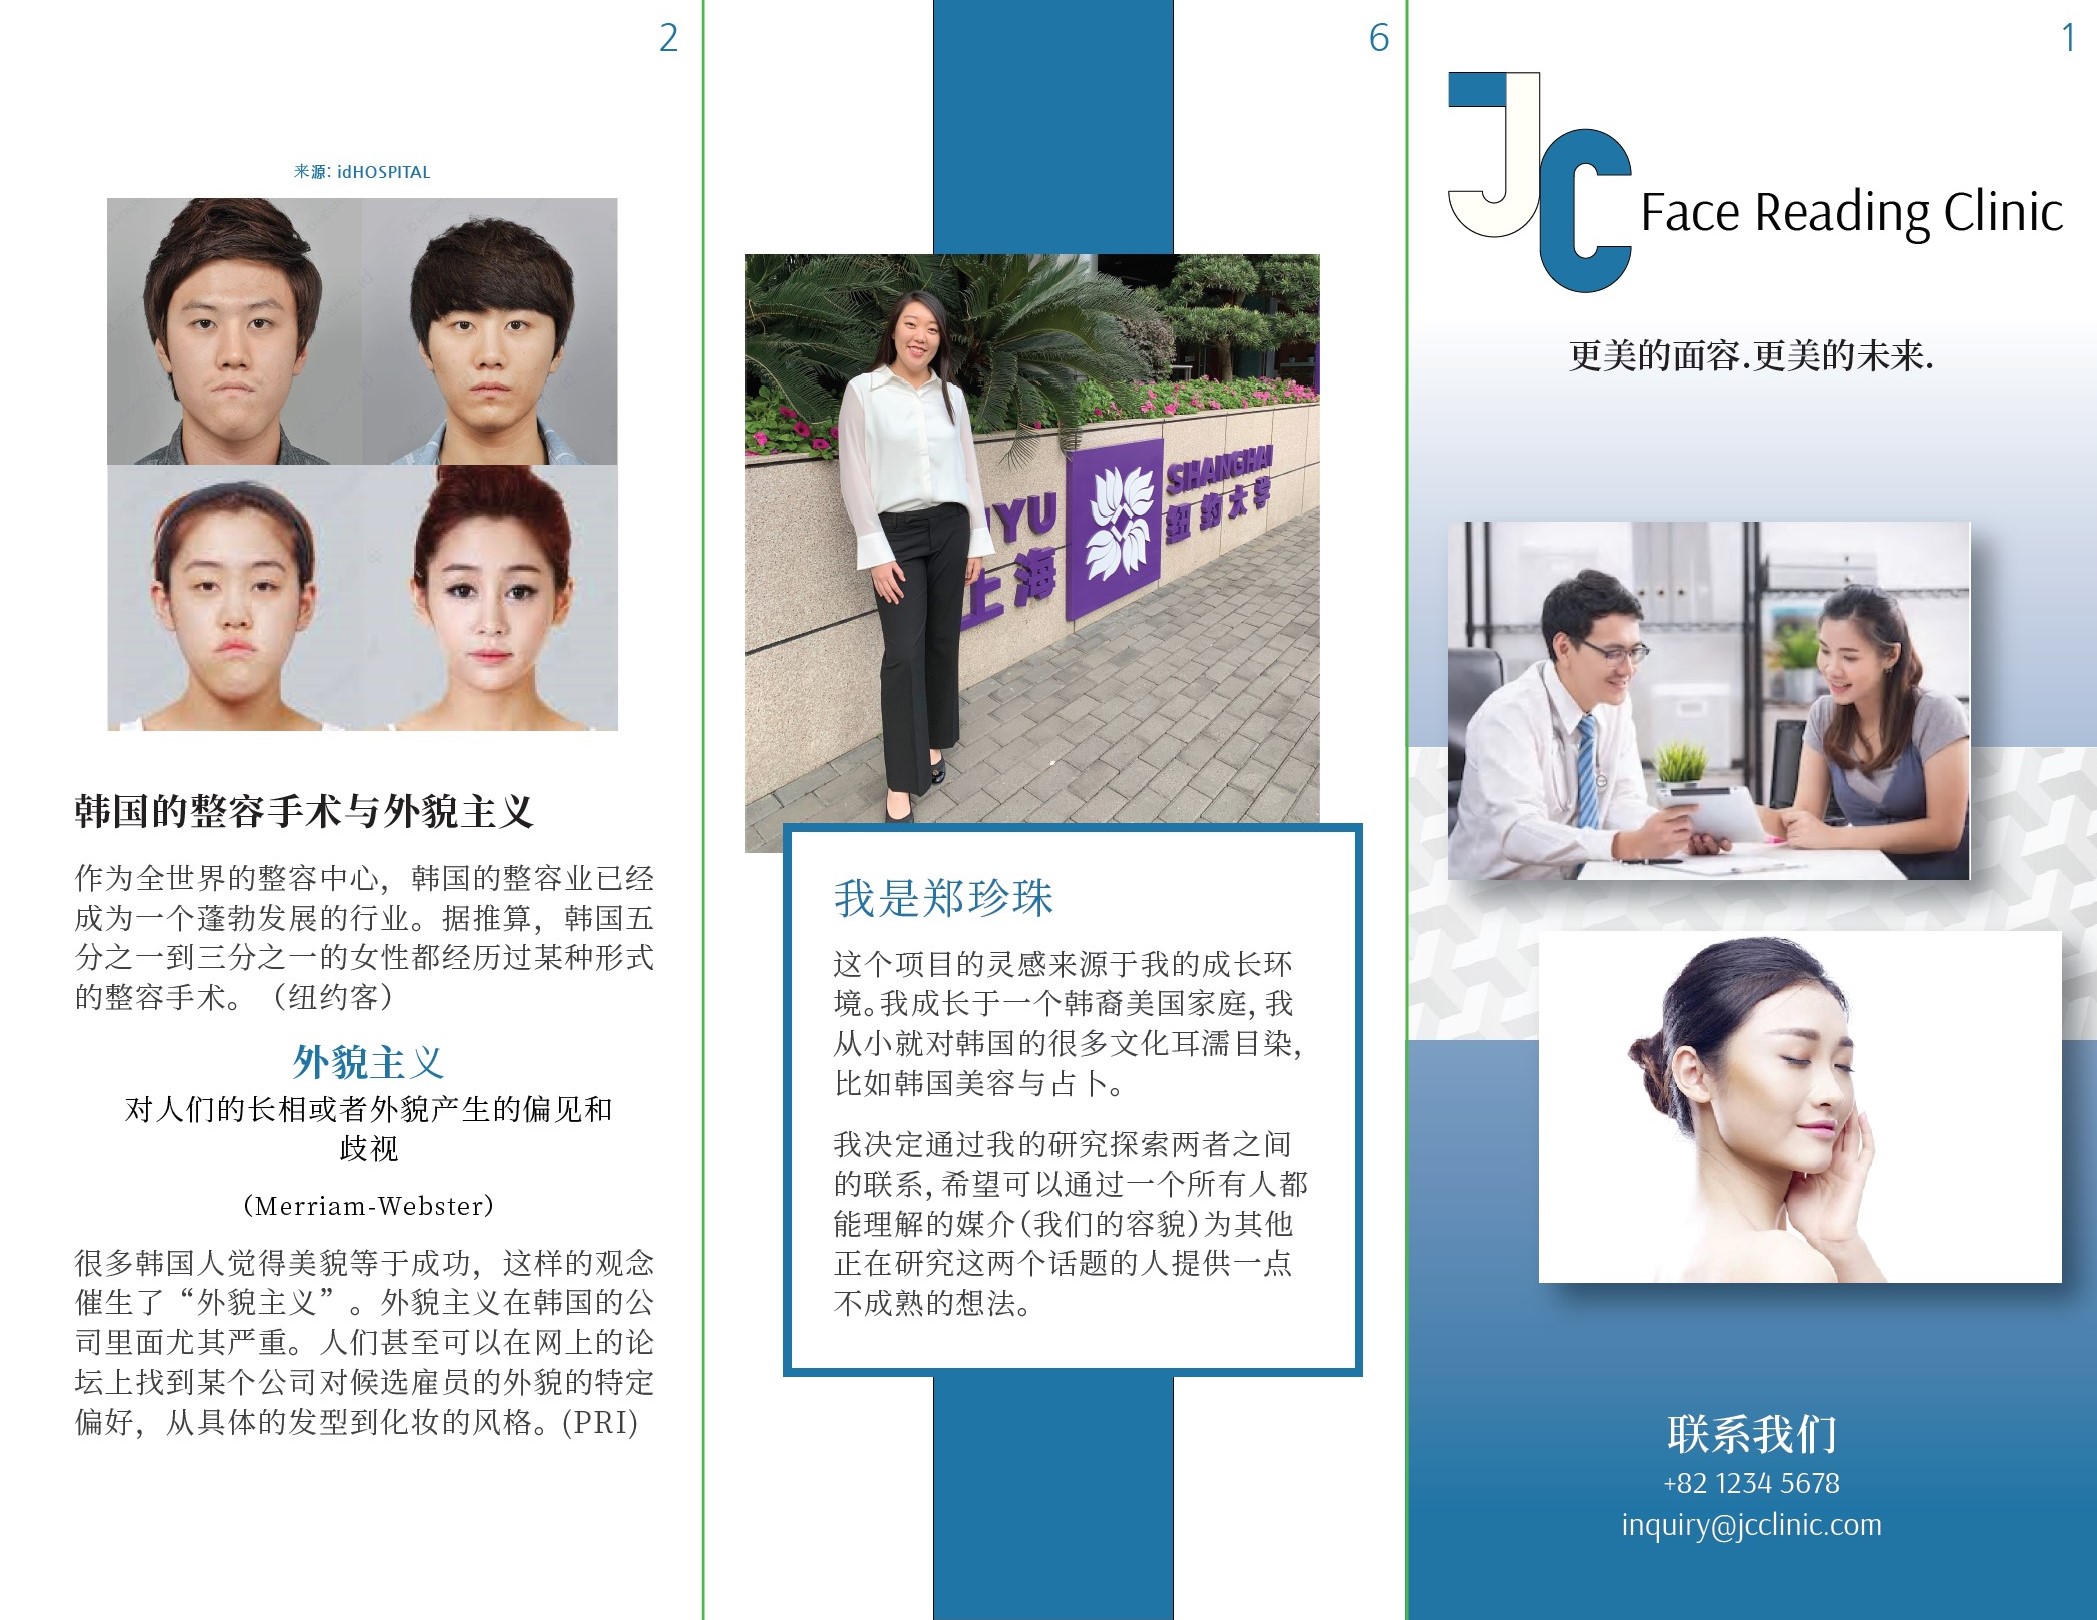 2
来源: idHOSPITAL
韩国的整容手术与外貌主义
作为全世界的整容中心，韩国的整容业已经
成为一个蓬勃发展的行业。据推算，韩国五
分之一到三分之一的女性都经历过某种形式
的整容手术。（纽约客）
外貌主义
对人们的长相或者外貌产生的偏见和
歧视
（Merriam-Webster）
很多韩国人觉得美貌等于成功，这样的观念
催生了“外貌主义”。外貌主义在韩国的公
司里面尤其严重。人们甚至可以在网上的论
坛上找到某个公司对候选雇员的外貌的特定
偏好，从具体的发型到化妆的风格。(PRI)
6
NYU SHANGHAI
上海 纽约大学
我是郑珍珠
这个项目的灵感来源于我的成长环
境。我成长于一个韩裔美国家庭，我
从小就对韩国的很多文化耳濡目染，
比如韩国美容与占卜。
我决定通过我的研究探索两者之间
的联系，希望可以通过一个所有人都
能理解的媒介（我们的容貌）为其他
正在研究这两个话题的人提供一点
不成熟的想法。
1
JC Face Reading Clinic
更美的面容.更美的未来.
联系我们
+82 1234 5678
inquiry@jcclinic.com